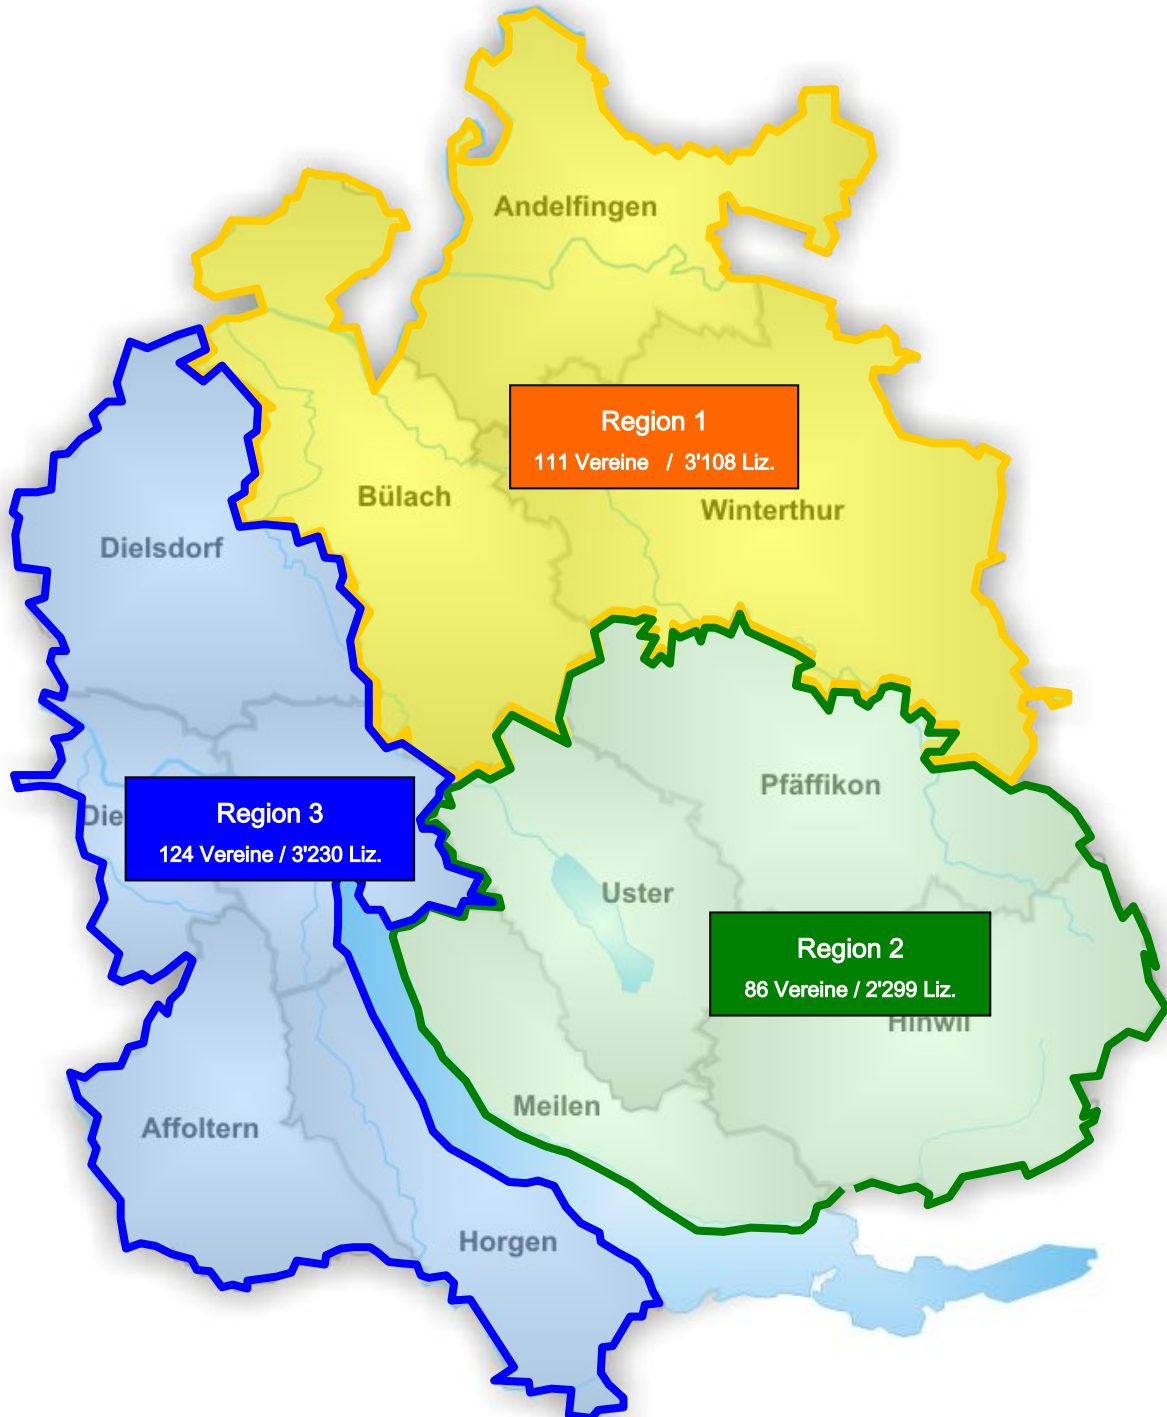 Andelfingen
Region 1
111 Vereine / 3'108 Liz.
Bülach
Winterthur
Dielsdorf
Pfäffikon
Die
Region 3
124 Vereine / 3'230 Liz.
Uster
Region 2
86 Vereine / 2'299 Liz.
Hinwil
Meilen
Affoltern
Horgen